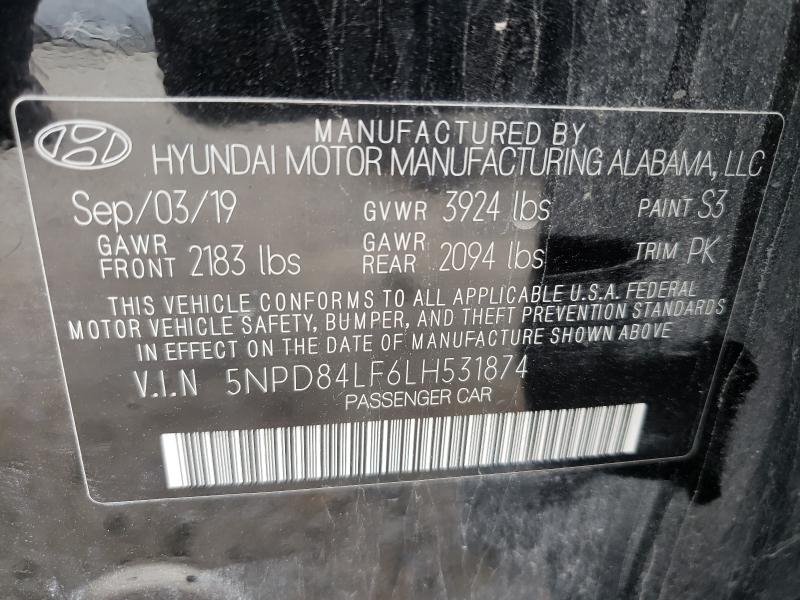 MANUFACTURED BY
HYUNDAI MOTOR MANUFACTURING ALABAMA, LLC
Sep/03/19 GVWR 3924 lbs PAINT S3
GAWR FRONT 2183 lbs GAWR REAR 2094 lbs TRIM PK
THIS VEHICLE CONFORMS TO ALL APPLICABLE U.S.A. FEDERAL
MOTOR VEHICLE SAFETY, BUMPER, AND THEFT PREVENTION STANDARDS
IN EFFECT ON THE DATE OF MANUFACTURE SHOWN ABOVE
V.I.N 5NPD84LF6LH531874
PASSENGER CAR